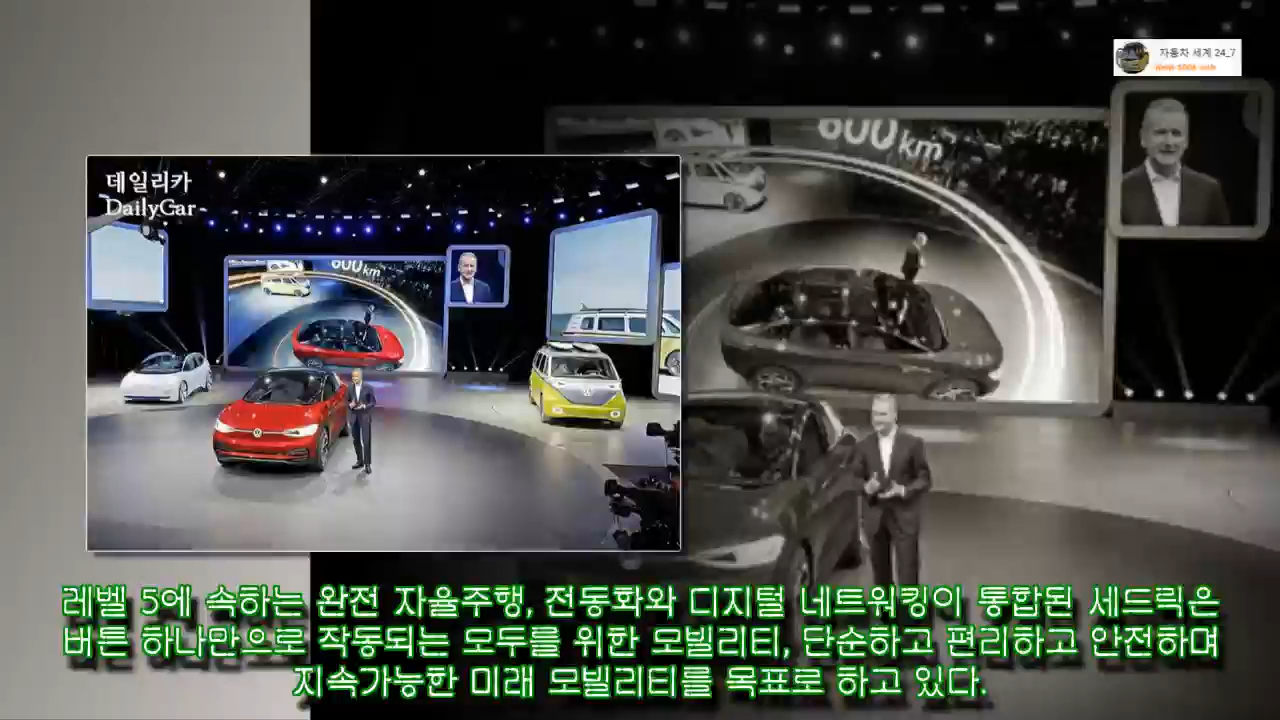 자동차 세계 24_7
600km
데일리카
DailyCar
600km
레벨 5에 속하는 완전 자율주행, 전동화와 디지털 네트워킹이 통합된 세드릭은
버튼 하나만으로 작동되는 모두를 위한 모빌리티, 단순하고 편리하고 안전하며
지속가능한 미래 모빌리티를 목표로 하고 있다.